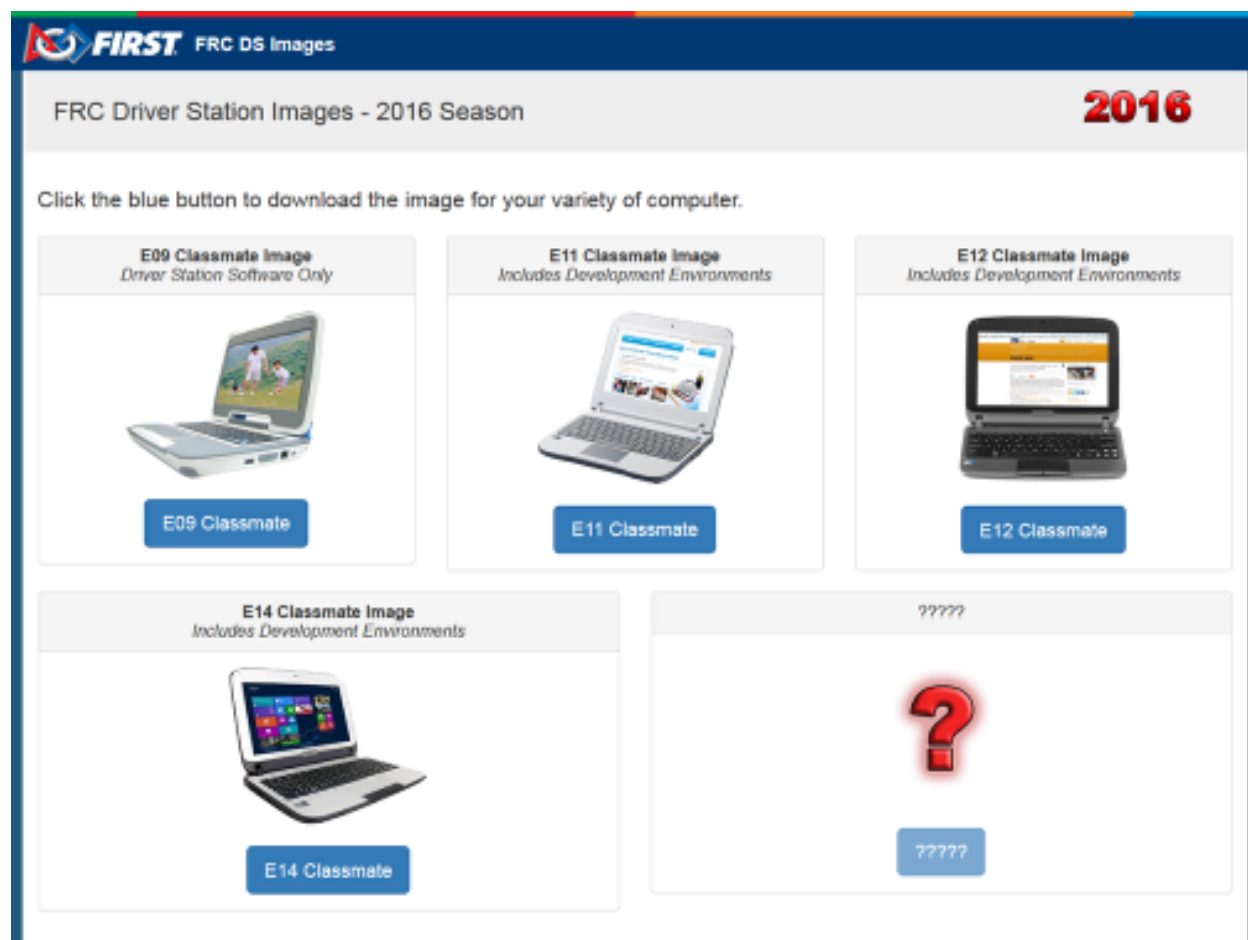 FIRST FRC DS Images
FRC Driver Station Images - 2016 Season
2016
Click the blue button to download the image for your variety of computer.
E09 Classmate Image
Driver Station Software Only
E09 Classmate
E11 Classmate Image
Includes Development Environments
E11 Classmate
E12 Classmate Image
Includes Development Environments
E12 Classmate
E14 Classmate Image
Includes Development Environments
E14 Classmate
?????
?
?????